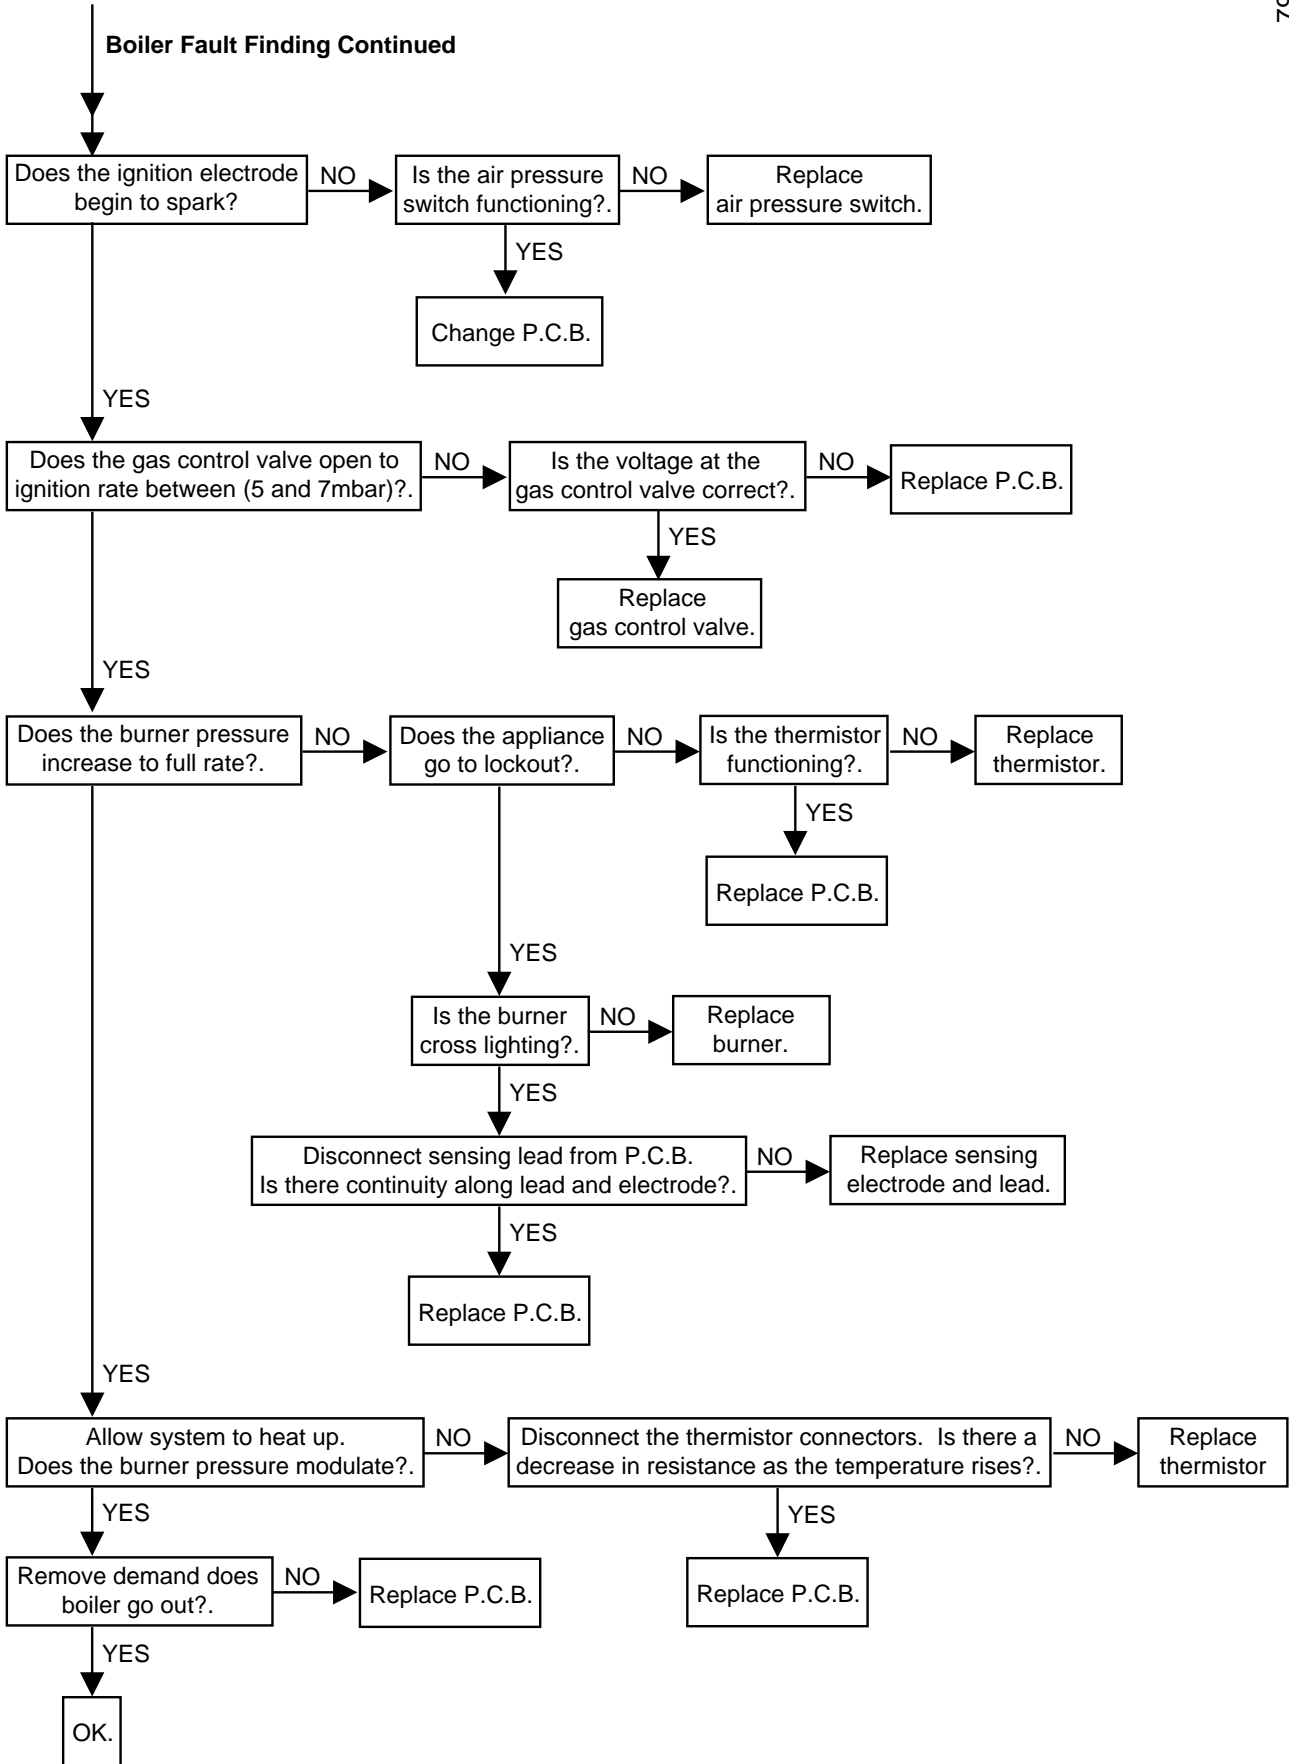 Boiler Fault Finding Continued
Does the ignition electrode
begin to spark?
NO
Is the air pressure
switch functioning?.
NO
Replace
air pressure switch.
YES
Change P.C.B.
YES
Does the gas control valve open to
ignition rate between (5 and 7mbar)?.
NO
Is the voltage at the
gas control valve correct?.
NO
Replace P.C.B.
YES
Replace
gas control valve.
YES
Does the burner pressure
increase to full rate?.
NO
Does the appliance
go to lockout?.
NO
Is the thermistor
functioning?.
NO
Replace
thermistor.
YES
Replace P.C.B.
YES
Is the burner
cross lighting?.
NO
Replace
burner.
YES
Disconnect sensing lead from P.C.B.
Is there continuity along lead and electrode?.
NO
Replace sensing
electrode and lead.
YES
Replace P.C.B.
YES
Allow system to heat up.
Does the burner pressure modulate?.
NO
Disconnect the thermistor connectors. Is there a
decrease in resistance as the temperature rises?.
NO
Replace
thermistor
YES
Replace P.C.B.
YES
Remove demand does
boiler go out?.
NO
Replace P.C.B.
YES
OK.